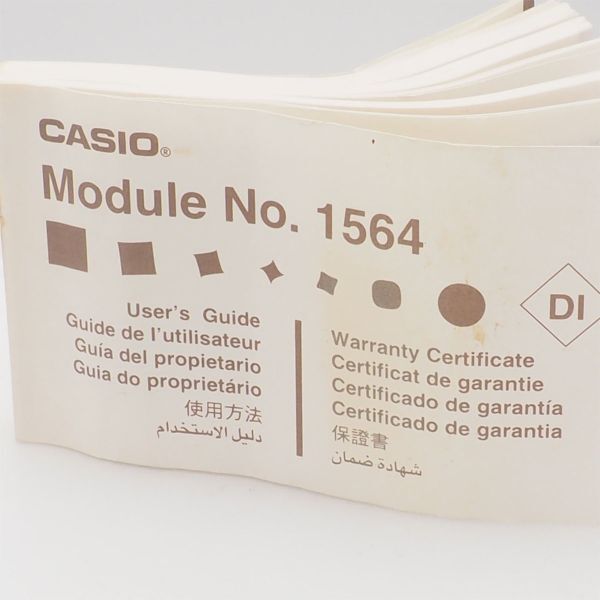 CASIO®
Module No. 1564
DI
User's Guide
Guide de l'utilisateur
Guía del propietario
Guia do proprietário
使用方法
دليل الاستخدام
Warranty Certificate
Certificat de garantie
Certificado de garantía
Certificado de garantia
保證書
شهادة ضمان